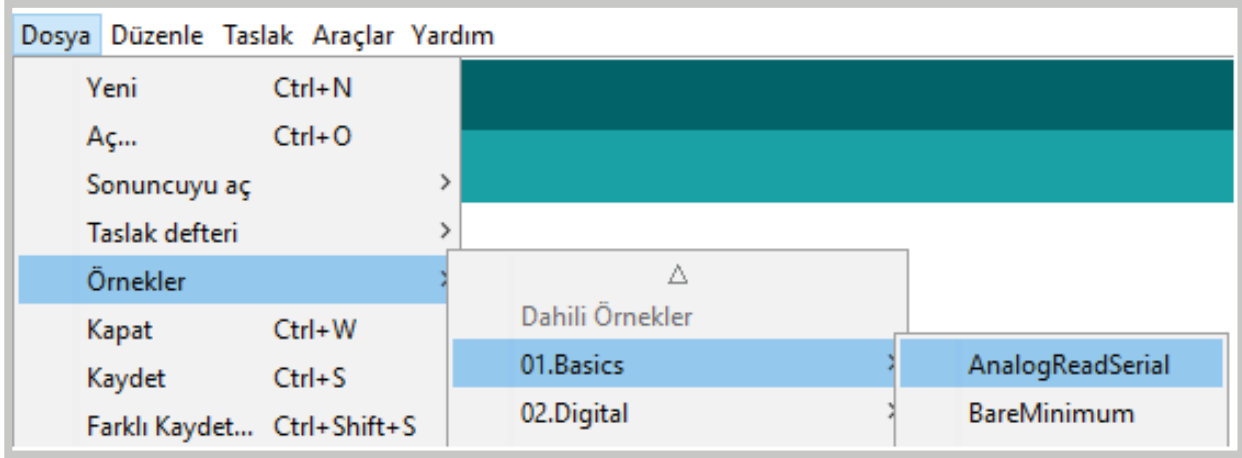 Dosya Düzenle Taslak Araçlar Yardım
Yeni Ctrl+N
Aç... Ctrl+O
Sonuncuyu aç
Taslak defteri
Örnekler
Kapat Ctrl+W
Kaydet Ctrl+S
Farklı Kaydet... Ctrl+Shift+S
Dahili Örnekler
01.Basics
02.Digital
AnalogReadSerial
BareMinimum